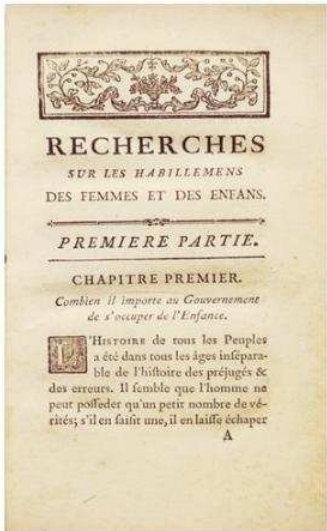 RECHERCHES
SUR LES HABILLEMENS
DES FEMMES ET DES ENFANS.
PREMIERE PARTIE.
CHAPITRE PREMIER.
Combien il importe au Gouvernement
de s'occuper de l'Enfance.
L'HISTOIRE de tous les Peuples
a été dans tous les âges inſépara-
ble de l'hiſtoire des préjugés &
des erreurs. Il ſemble que l'homme ne
peut poſſeder qu'un petit nombre de vé-
rités; s'il en ſaiſit une, il en laiſſe échaper
A